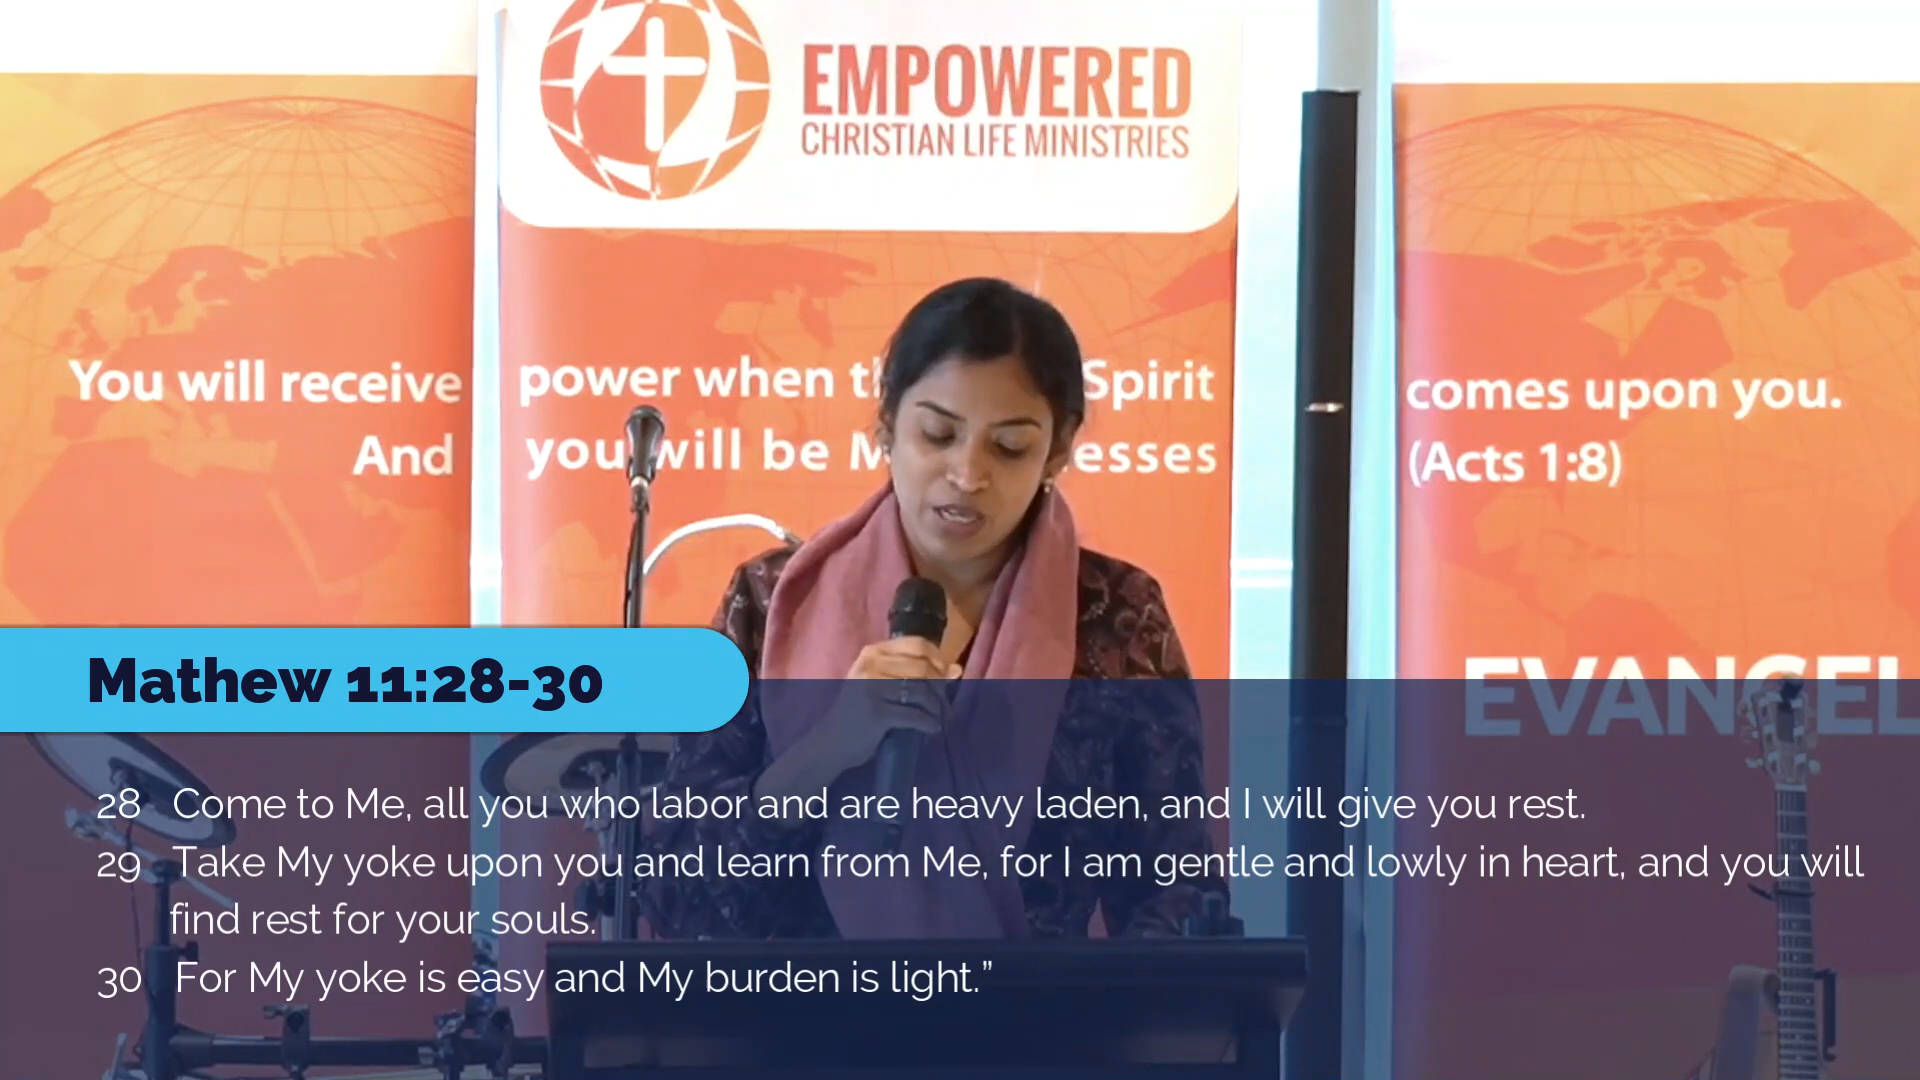 EMPOWERED
CHRISTIAN LIFE MINISTRIES
You will receive power when Spirit comes upon you.
And you will be (Acts 1:8)
Mathew 11:28-30
28 Come to Me, all you who labor and are heavy laden, and I will give you rest.
29 Take My yoke upon you and learn from Me, for I am gentle and lowly in heart, and you will
find rest for your souls.
30 For My yoke is easy and My burden is light.”